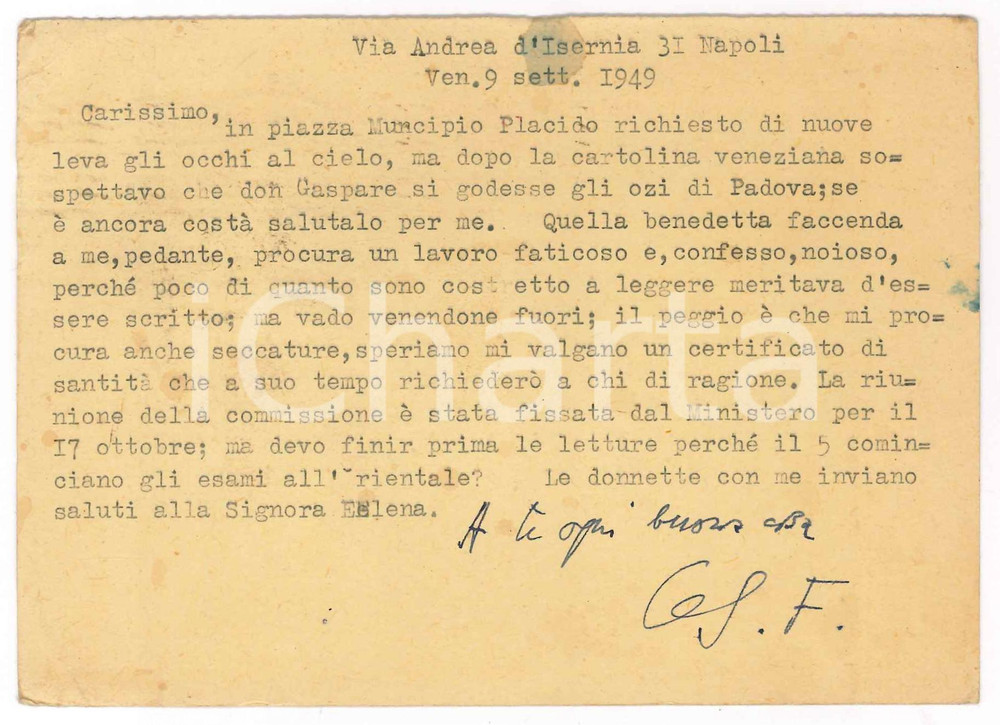 Via Andrea d'Isernia 3I Napoli
Ven.9 sett. I949
Carissimo,
in piazza Muncipio Placido richiesto di nuove
leva gli occhi al cielo, ma dopo la cartolina veneziana so=
spettavo che don Gaspare si godesse gli ozi di Padova;se
è ancora costà salutalo per me. Quella benedetta faccenda
a me,pedante, procura un lavoro faticoso e,confesso,noioso,
perché poco di quanto sono costretto a leggere meritava d'es=
sere scritto; ma vado venendone fuori; il peggio è che mi pro=
cura anche seccature,speriamo mi valgano un certificato di
santità che a suo tempo richiederò a chi di ragione. La riu=
nione della commissione è stata fissata dal Ministero per il
I7 ottobre; ma devo finir prima le letture perché il 5 comin=
ciano gli esami all' rientale? Le donnette con me inviano
saluti alla Signora Eelena.
A te ogni buona cosa
F.
iCharta